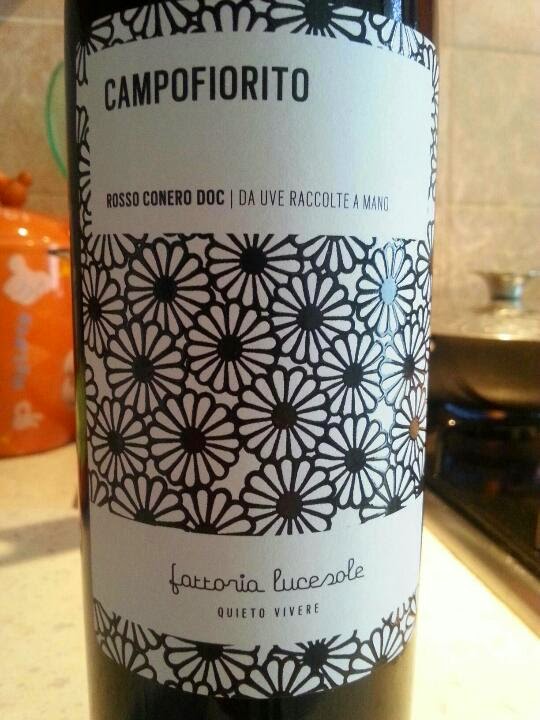 CAMPOFIORITO
ROSSO CONERO DOC | DA UVE RACCOLTE A MANO
fattoria lucesole
QUIETO VIVERE